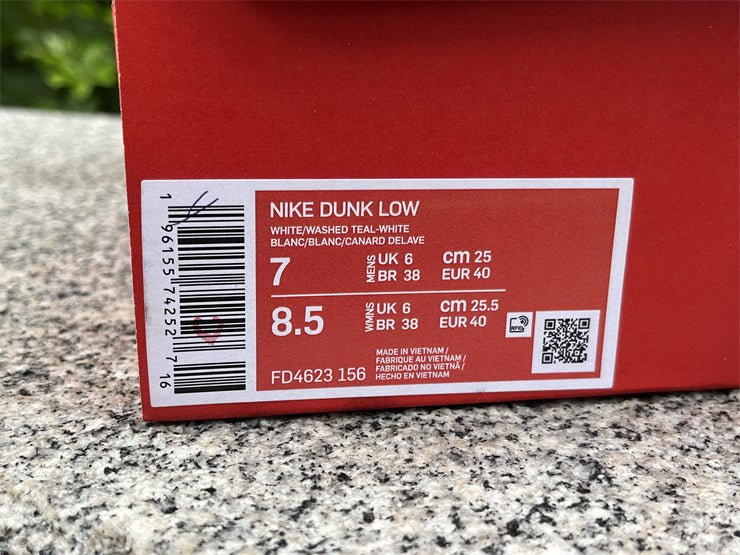 NIKE DUNK LOW
WHITE/WASHED TEAL-WHITE
BLANC/BLANC/CANARD DELAVE
7 MENS UK 6 cm 25
BR 38 EUR 40
8.5 WMNS UK 6 cm 25.5
BR 38 EUR 40
RFID
FD4623 156
MADE IN VIETNAM /
FABRIQUE AU VIETNAM /
FABRICADO NO VIETNÃ /
HECHO EN VIETNAM
1 96155 74252 7 16